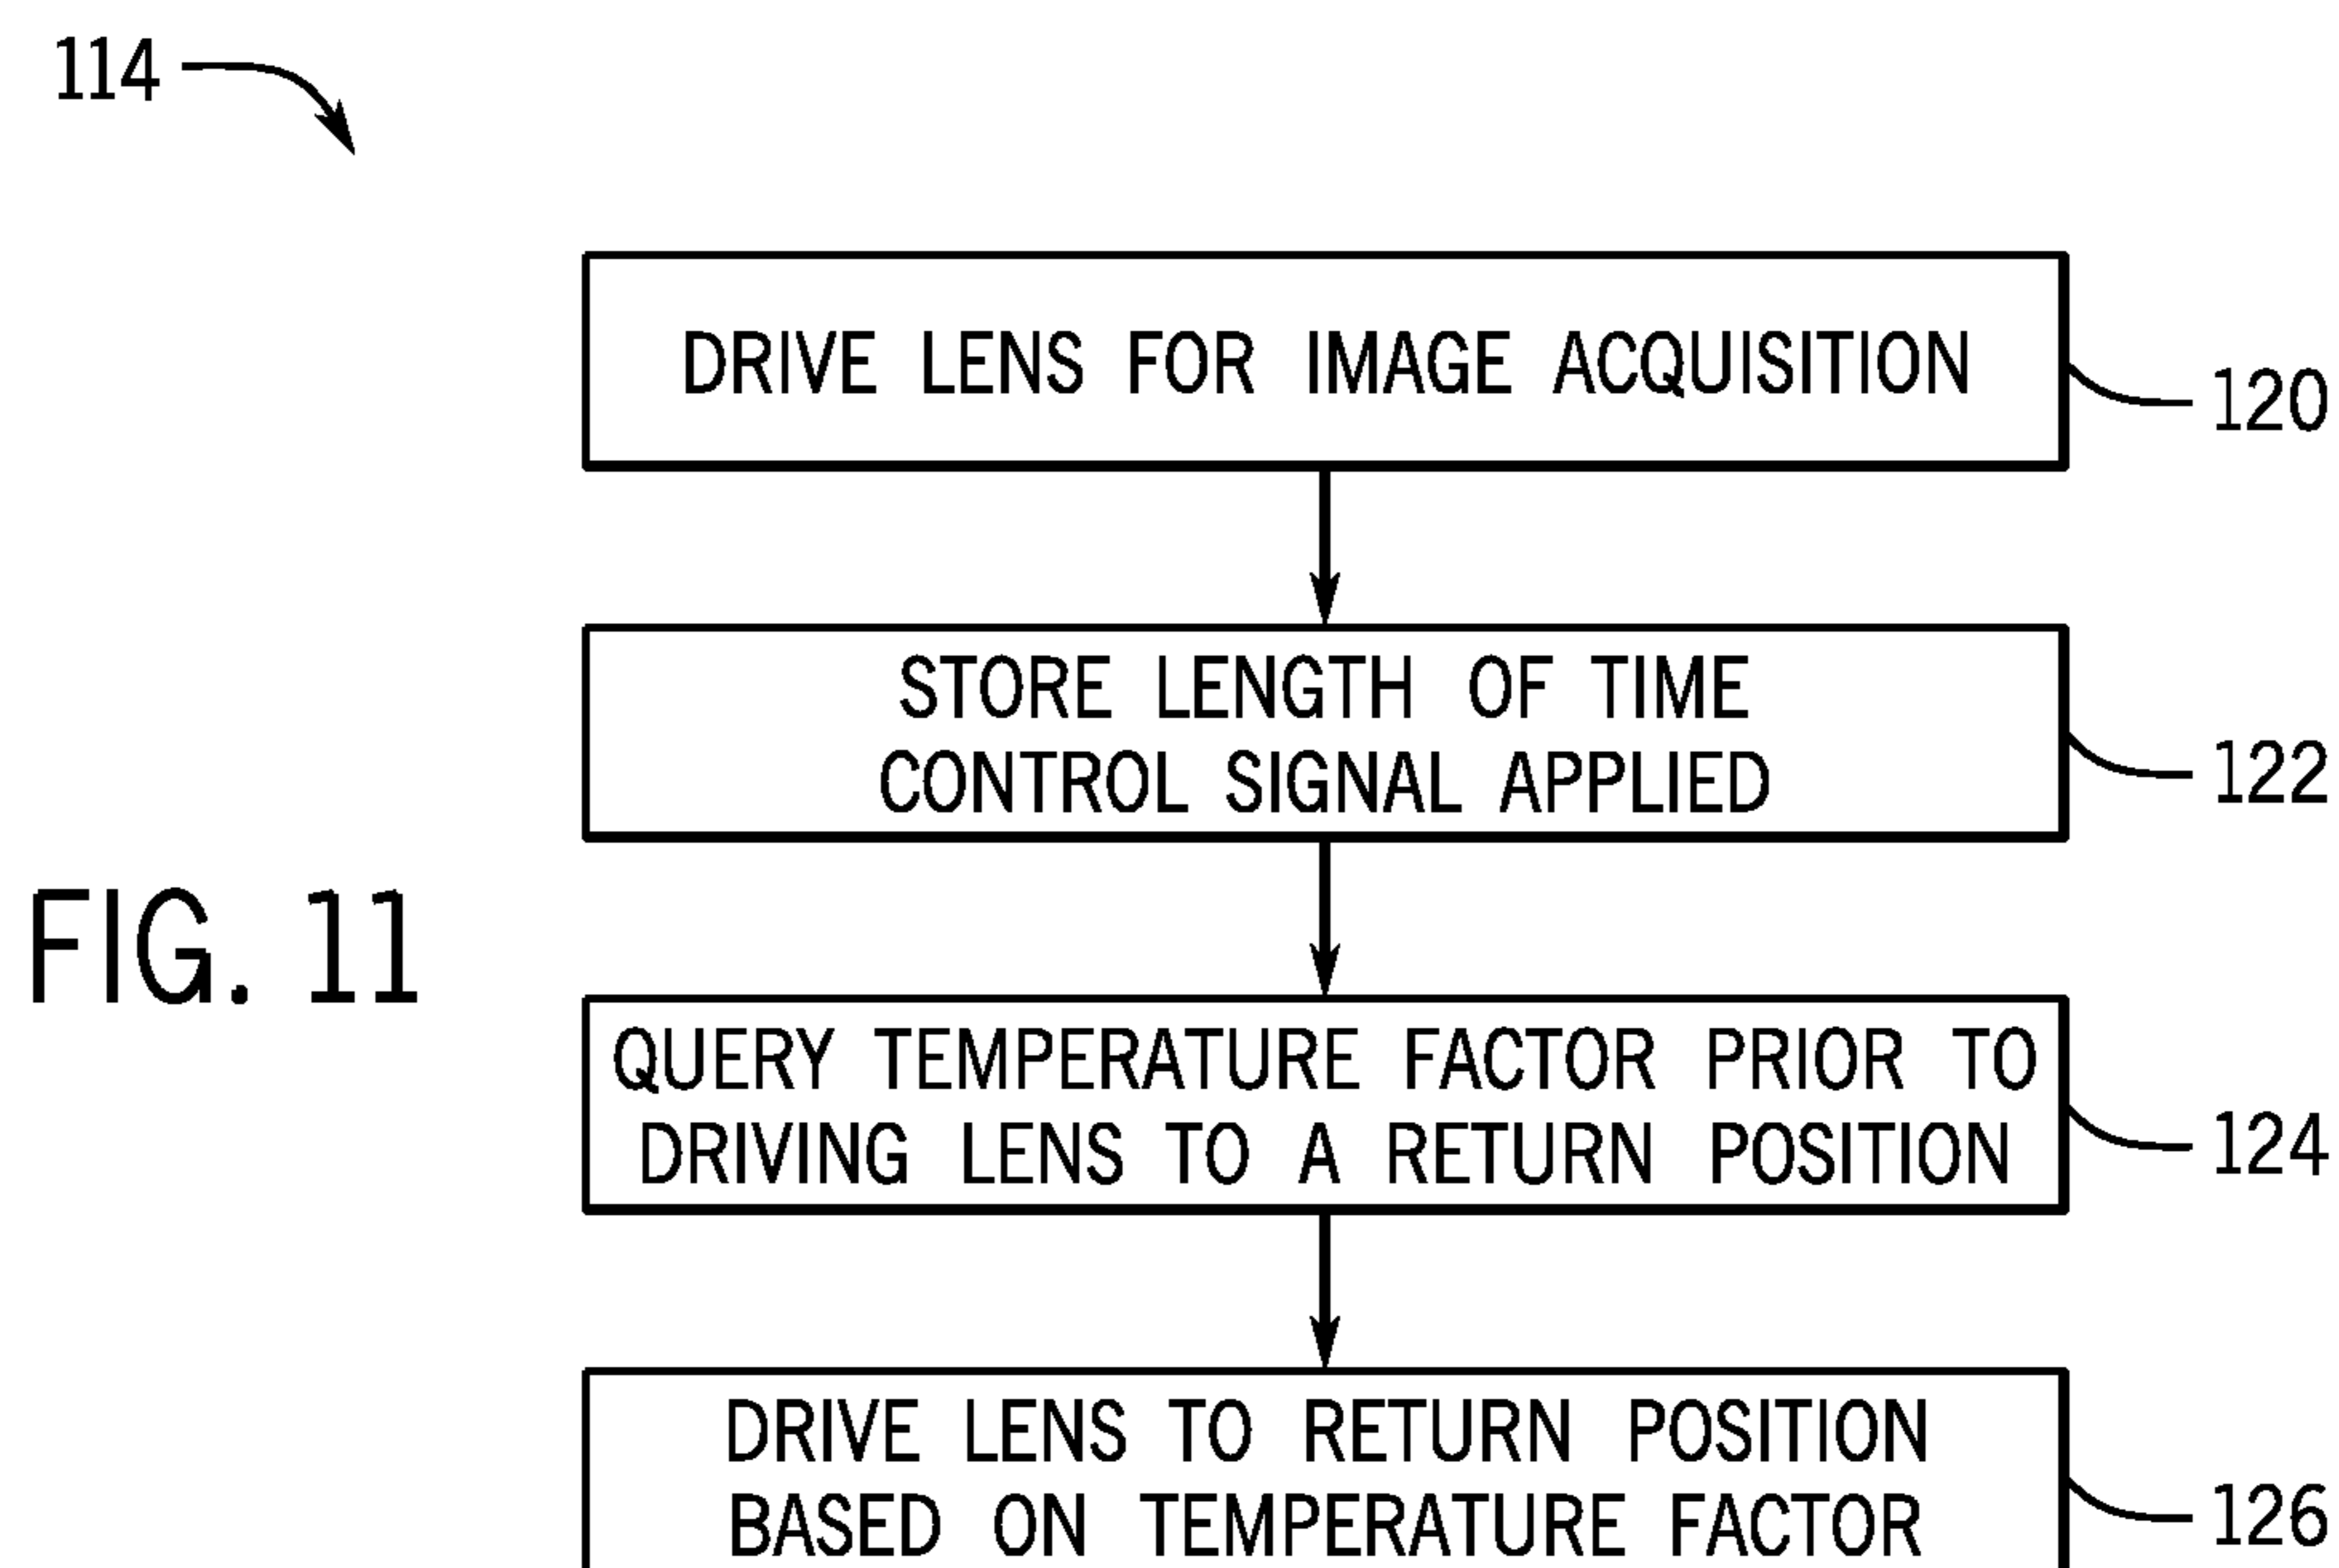 114
DRIVE LENS FOR IMAGE ACQUISITION
120
STORE LENGTH OF TIME
CONTROL SIGNAL APPLIED
122
FIG. 11
QUERY TEMPERATURE FACTOR PRIOR TO
DRIVING LENS TO A RETURN POSITION
124
DRIVE LENS TO RETURN POSITION
BASED ON TEMPERATURE FACTOR
126